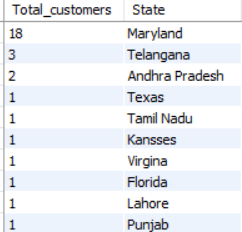 Total_customers State
18 Maryland
3 Telangana
2 Andhra Pradesh
1 Texas
1 Tamil Nadu
1 Kansses
1 Virgina
1 Florida
1 Lahore
1 Punjab